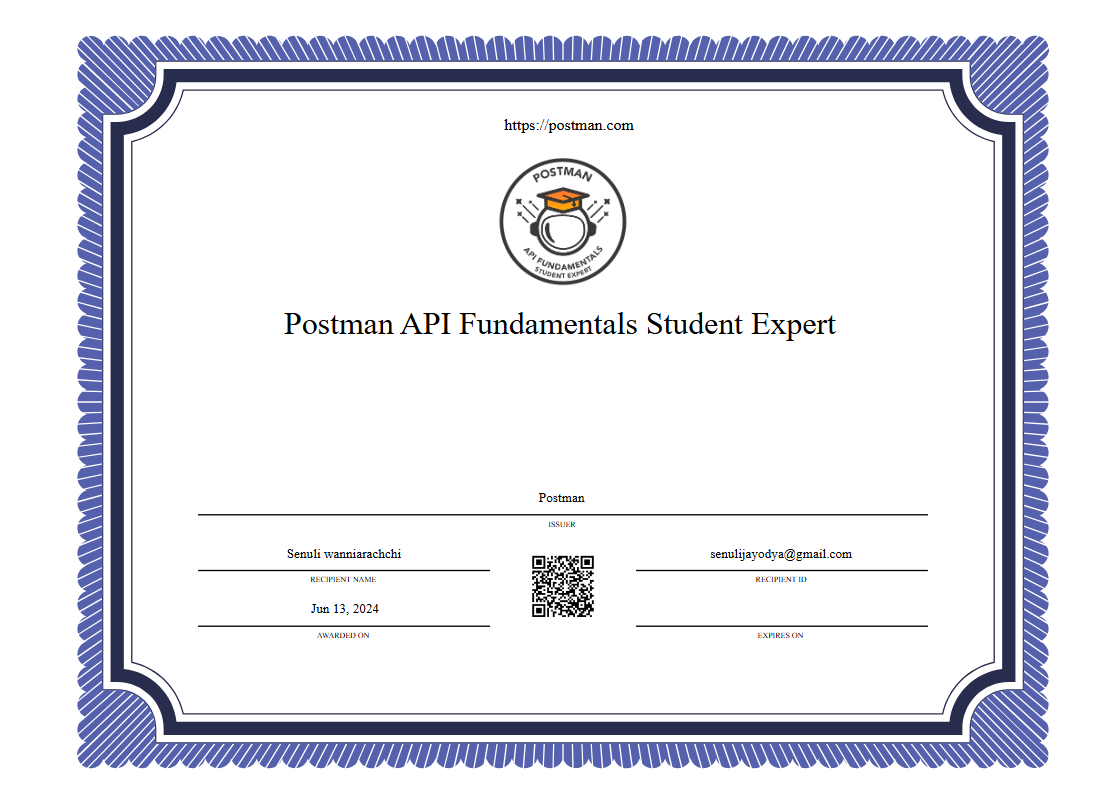 https://postman.com
POSTMAN
API FUNDAMENTALS
STUDENT EXPERT
Postman API Fundamentals Student Expert
Postman
ISSUER
Senuli wanniarachchi
senulijayodya@gmail.com
RECIPIENT NAME
RECIPIENT ID
Jun 13, 2024
AWARDED ON
EXPIRES ON